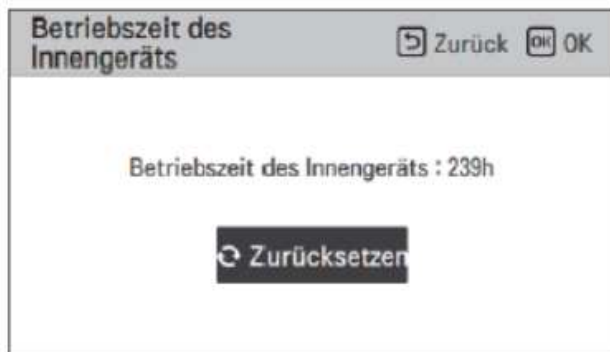 Betriebszeit des
Innengeräts
Zurück OK OK
Betriebszeit des Innengeräts : 239h
Zurücksetzen